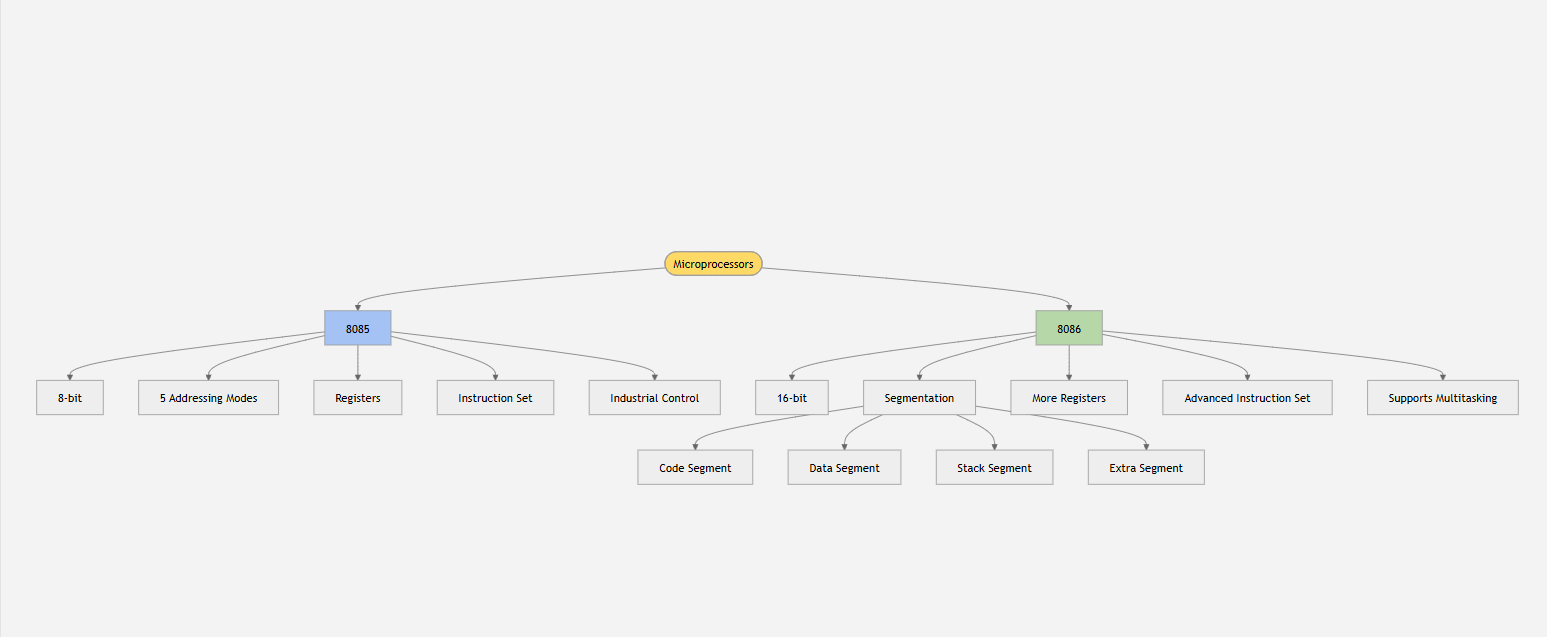 Microprocessors
8085
8086
8-bit
5 Addressing Modes
Registers
Instruction Set
Industrial Control
16-bit
Segmentation
More Registers
Advanced Instruction Set
Supports Multitasking
Code Segment
Data Segment
Stack Segment
Extra Segment